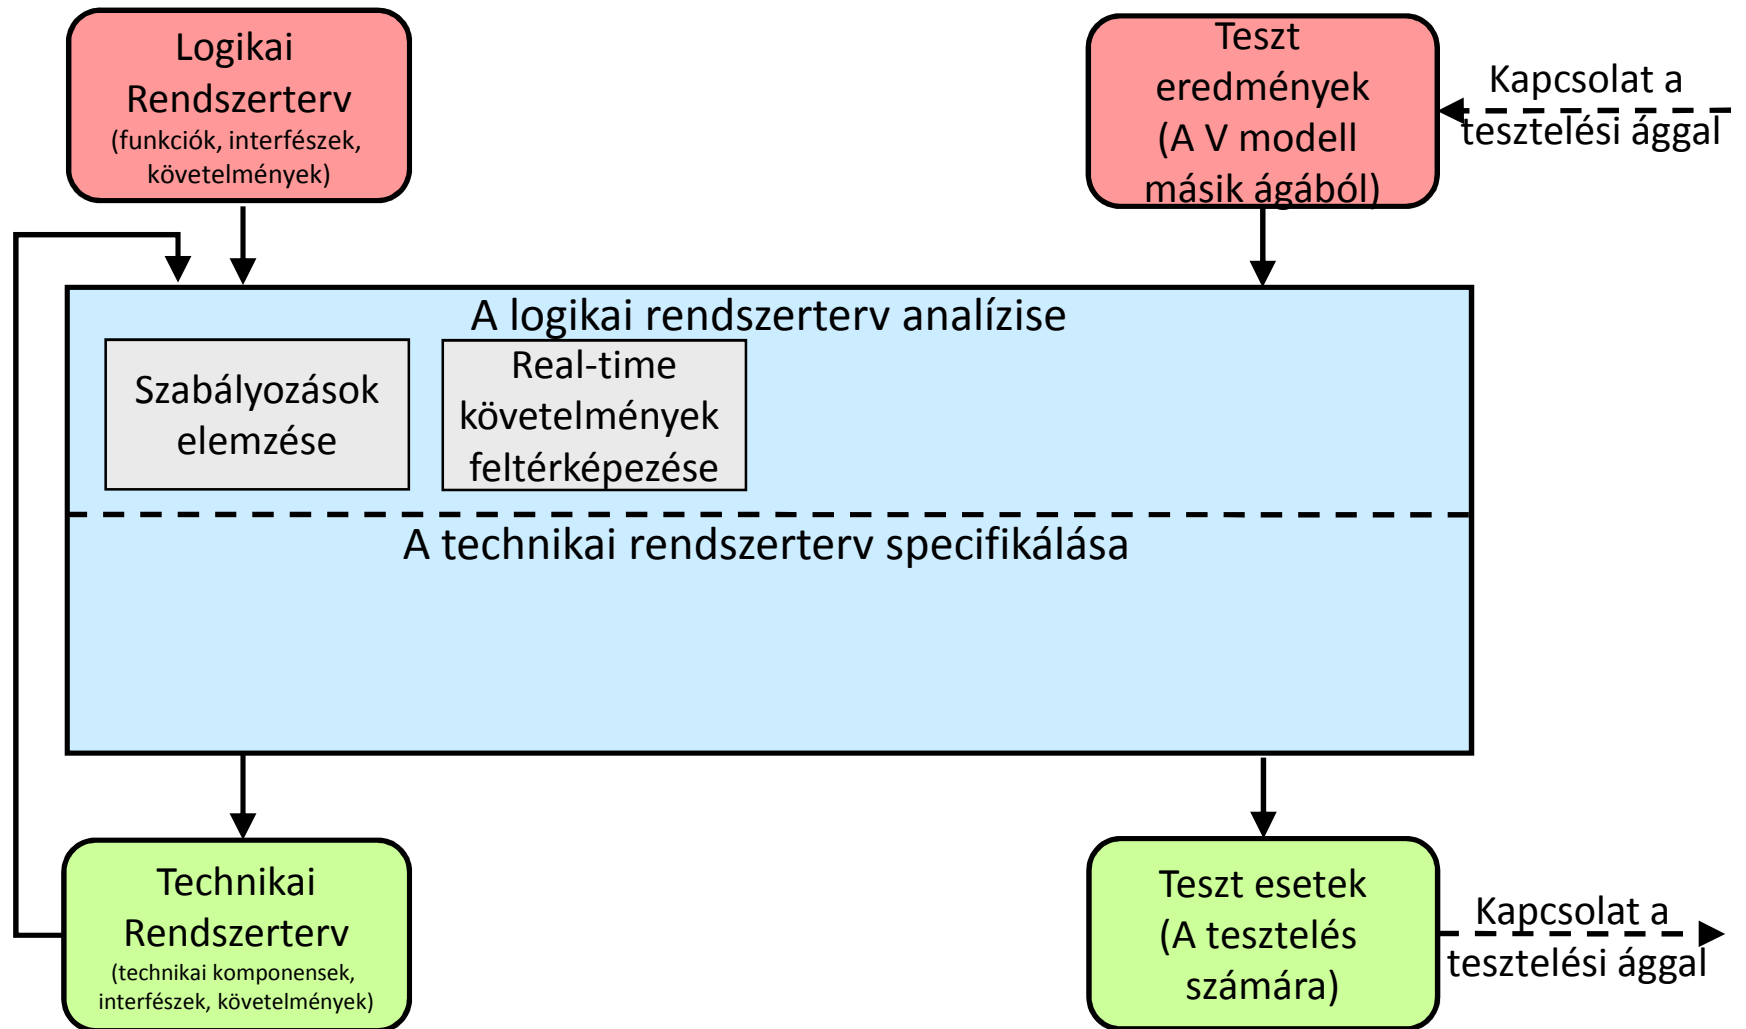 Logikai
Rendszerterv
(funkciók, interfészek,
követelmények)
Teszt
eredmények
(A V modell
másik ágából)
Kapcsolat a
tesztelési ággal
A logikai rendszerterv analízise
Szabályozások
elemzése
Real-time
követelmények
feltérképezése
A technikai rendszerterv specifikálása
Technikai
Rendszerterv
(technikai komponensek,
interfészek, követelmények)
Teszt esetek
(A tesztelés
számára)
Kapcsolat a
tesztelési ággal